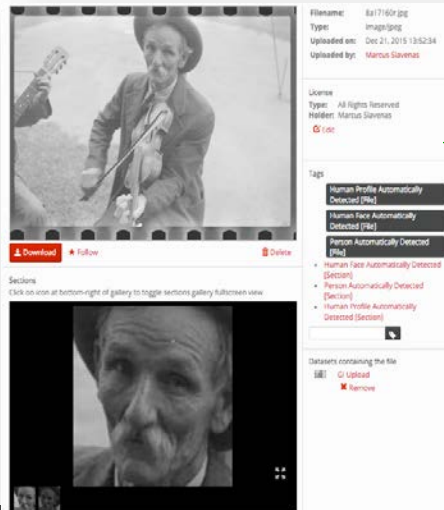 Filename: 8a17160r.jpg
Type: image/jpeg
Uploaded on: Dec 21, 2015 13:52:34
Uploaded by: Marcus Slavenas
License
Type: All Rights Reserved
Holder: Marcus Slavenas
Edit
Tags
Human Profile Automatically
Detected [File]
Human Face Automatically
Detected [File]
Person Automatically Detected
[File]
Human Face Automatically Detected
[Section]
Person Automatically Detected
[Section]
Human Profile Automatically
Detected [Section]
Download
Follow
Delete
Sections
Click on icon at bottom-right of gallery to toggle sections gallery fullscreen view
Datasets containing the file
GI Upload
Remove